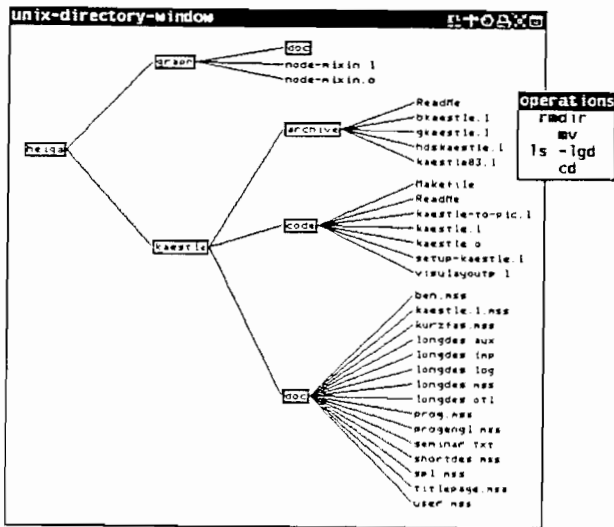 unix-directory-window
graph
doc
node-mixin.l
node-mixin.o
helga
kaestle
archive
ReadMe
bkaestle.l
gkaestle.l
hdskaestle.l
kaestle83.l
code
Makefile
ReadMe
kaestle-to-pic.l
kaestle.l
kaestle.o
setup-kaestle.l
visulayoutp.l
doc
ben.mss
kaestle.l.mss
kurzfas.mss
longdes.aux
longdes.imp
longdes.log
longdes.mss
longdes.otl
prog.mss
progengl.mss
seminar.txt
shortdes.mss
spl.mss
titlepage.mss
user.mss
operations
rmdir
mv
ls -lgd
cd